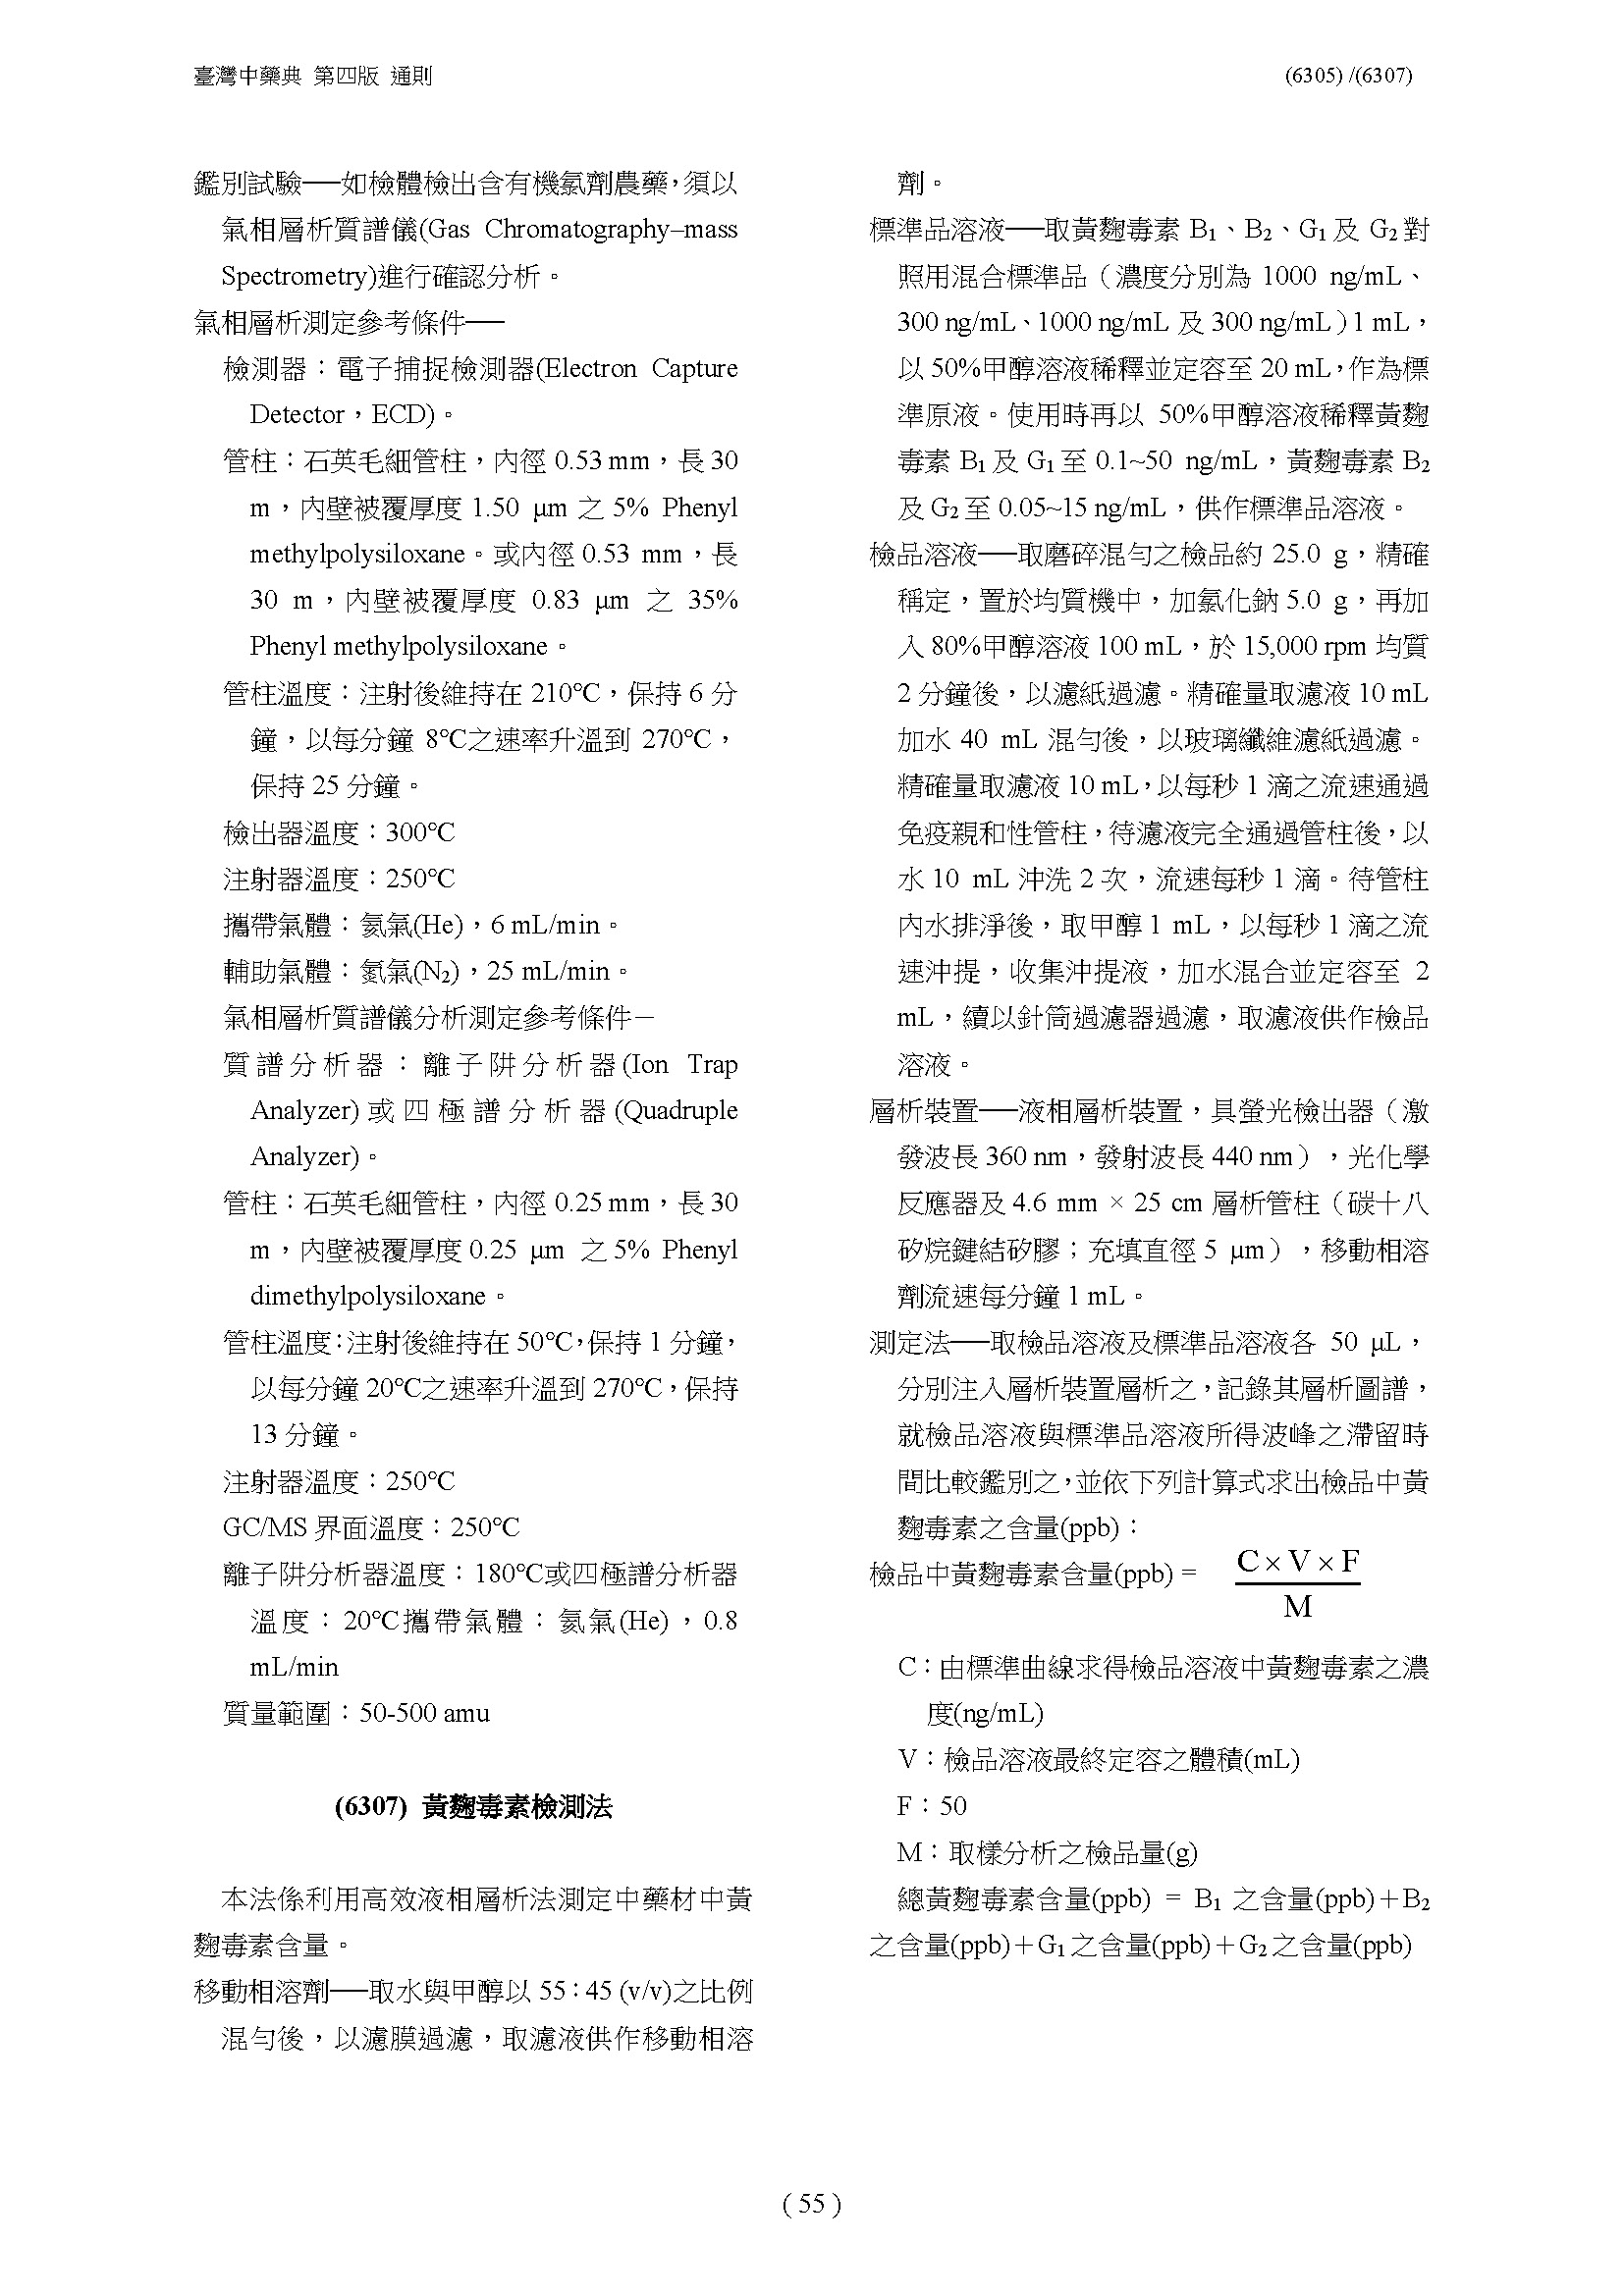 臺灣中藥典 第四版 通則
(6305) /(6307)
鑑別試驗──如檢體檢出含有機氯劑農藥，須以
氣相層析質譜儀(Gas Chromatography–mass
Spectrometry)進行確認分析。
氣相層析測定參考條件──
檢測器：電子捕捉檢測器(Electron Capture
Detector，ECD)。
管柱：石英毛細管柱，內徑 0.53 mm，長 30
m，內壁被覆厚度 1.50 μm 之 5% Phenyl
methylpolysiloxane。或內徑 0.53 mm，長
30 m，內壁被覆厚度 0.83 μm 之 35%
Phenyl methylpolysiloxane。
管柱溫度：注射後維持在 210℃，保持 6 分
鐘，以每分鐘 8℃之速率升溫到 270℃，
保持 25 分鐘。
檢出器溫度：300℃
注射器溫度：250℃
攜帶氣體：氦氣(He)，6 mL/min。
輔助氣體：氮氣(N₂)，25 mL/min。
氣相層析質譜儀分析測定參考條件－
質譜分析器：離子阱分析器(Ion Trap
Analyzer)或四極譜分析器(Quadruple
Analyzer)。
管柱：石英毛細管柱，內徑 0.25 mm，長 30
m，內壁被覆厚度 0.25 μm 之 5% Phenyl
dimethylpolysiloxane。
管柱溫度：注射後維持在 50℃，保持 1 分鐘，
以每分鐘 20℃之速率升溫到 270℃，保持
13 分鐘。
注射器溫度：250℃
GC/MS 界面溫度：250℃
離子阱分析器溫度：180℃或四極譜分析器
溫度：20℃攜帶氣體：氦氣(He)，0.8
mL/min
質量範圍：50-500 amu
(6307) 黃麴毒素檢測法
本法係利用高效液相層析法測定中藥材中黃
麴毒素含量。
移動相溶劑──取水與甲醇以 55：45 (v/v)之比例
混勻後，以濾膜過濾，取濾液供作移動相溶
劑。
標準品溶液──取黃麴毒素 B₁、B₂、G₁ 及 G₂ 對
照用混合標準品（濃度分別為 1000 ng/mL、
300 ng/mL、1000 ng/mL 及 300 ng/mL）1 mL，
以 50%甲醇溶液稀釋並定容至 20 mL，作為標
準原液。使用時再以 50%甲醇溶液稀釋黃麴
毒素 B₁ 及 G₁ 至 0.1~50 ng/mL，黃麴毒素 B₂
及 G₂ 至 0.05~15 ng/mL，供作標準品溶液。
檢品溶液──取磨碎混勻之檢品約 25.0 g，精確
稱定，置於均質機中，加氯化鈉 5.0 g，再加
入 80%甲醇溶液 100 mL，於 15,000 rpm 均質
2 分鐘後，以濾紙過濾。精確量取濾液 10 mL
加水 40 mL 混勻後，以玻璃纖維濾紙過濾。
精確量取濾液 10 mL，以每秒 1 滴之流速通過
免疫親和性管柱，待濾液完全通過管柱後，以
水 10 mL 沖洗 2 次，流速每秒 1 滴。待管柱
內水排淨後，取甲醇 1 mL，以每秒 1 滴之流
速沖提，收集沖提液，加水混合並定容至 2
mL，續以針筒過濾器過濾，取濾液供作檢品
溶液。
層析裝置──液相層析裝置，具螢光檢出器（激
發波長 360 nm，發射波長 440 nm），光化學
反應器及 4.6 mm × 25 cm 層析管柱（碳十八
矽烷鍵結矽膠；充填直徑 5 μm），移動相溶
劑流速每分鐘 1 mL。
測定法──取檢品溶液及標準品溶液各 50 μL，
分別注入層析裝置層析之，記錄其層析圖譜，
就檢品溶液與標準品溶液所得波峰之滯留時
間比較鑑別之，並依下列計算式求出檢品中黃
麴毒素之含量(ppb)：
檢品中黃麴毒素含量(ppb) = C × V × F
M
C：由標準曲線求得檢品溶液中黃麴毒素之濃
度(ng/mL)
V：檢品溶液最終定容之體積(mL)
F：50
M：取樣分析之檢品量(g)
總黃麴毒素含量(ppb) = B₁ 之含量(ppb)＋B₂
之含量(ppb)＋G₁ 之含量(ppb)＋G₂ 之含量(ppb)
( 55 )